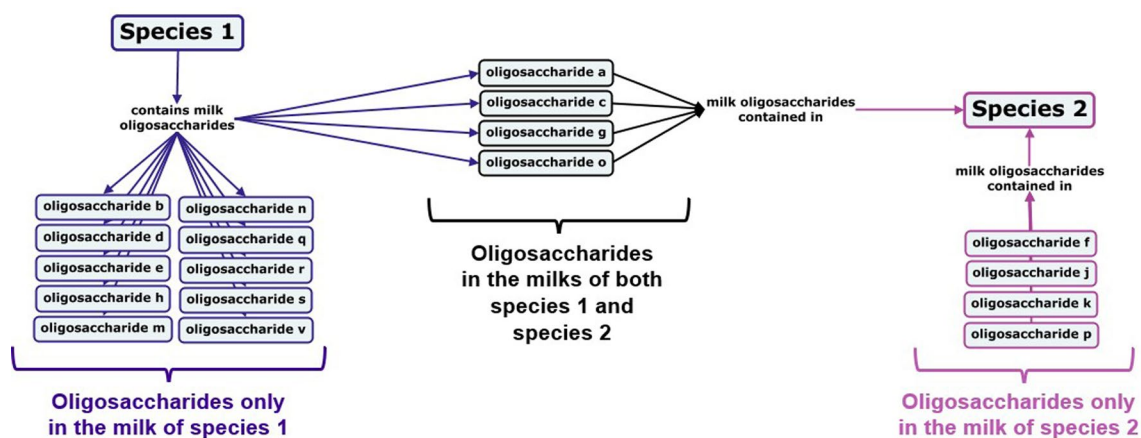 Species 1
contains milk
oligosaccharides
oligosaccharide b
oligosaccharide d
oligosaccharide e
oligosaccharide h
oligosaccharide m
oligosaccharide n
oligosaccharide q
oligosaccharide r
oligosaccharide s
oligosaccharide v
Oligosaccharides only
in the milk of species 1
oligosaccharide a
oligosaccharide c
oligosaccharide g
oligosaccharide o
milk oligosaccharides
contained in
Oligosaccharides
in the milks of both
species 1 and
species 2
Species 2
milk oligosaccharides
contained in
oligosaccharide f
oligosaccharide j
oligosaccharide k
oligosaccharide p
Oligosaccharides only
in the milk of species 2